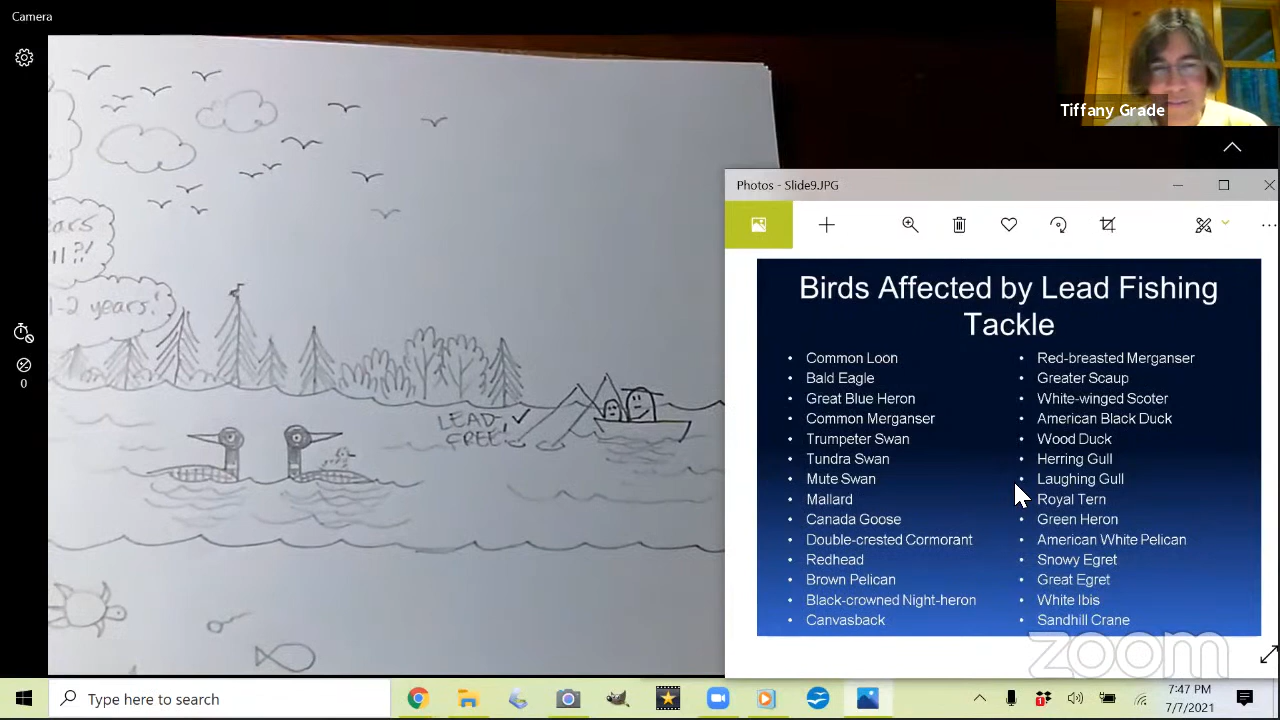 Camera
Tiffany Grade
Photos - Slide9.JPG
Birds Affected by Lead Fishing
Tackle
• Common Loon
• Bald Eagle
• Great Blue Heron
• Common Merganser
• Trumpeter Swan
• Tundra Swan
• Mute Swan
• Mallard
• Canada Goose
• Double-crested Cormorant
• Redhead
• Brown Pelican
• Black-crowned Night-heron
• Canvasback
• Red-breasted Merganser
• Greater Scaup
• White-winged Scoter
• American Black Duck
• Wood Duck
• Herring Gull
• Laughing Gull
• Royal Tern
• Green Heron
• American White Pelican
• Snowy Egret
• Great Egret
• White Ibis
• Sandhill Crane
1-2 years!
LEAD
FREE!
0
zoom
Type here to search
1
7:47 PM
7/7/2021